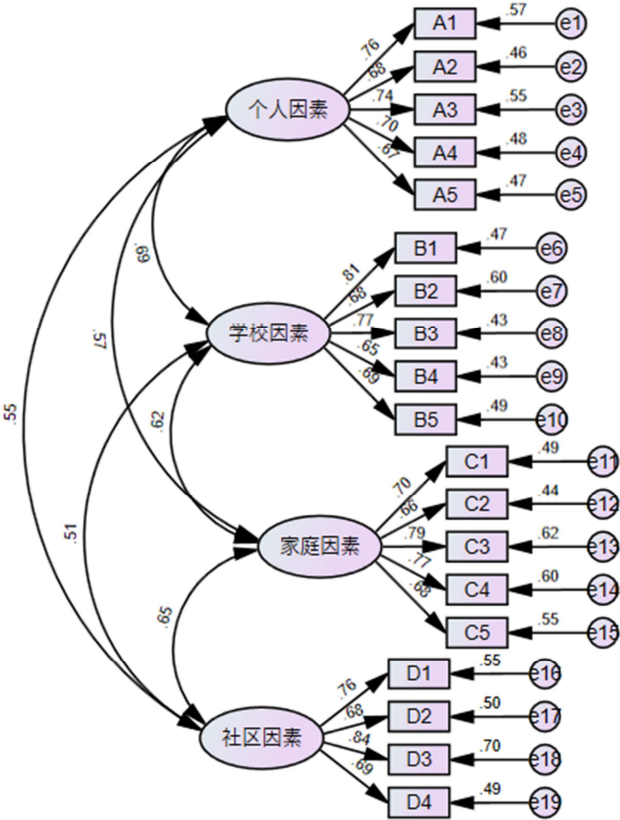 .57
A1
e1
.76
.46
A2
e2
.68
个人因素
.74
.55
A3
e3
.70
.48
A4
e4
.67
.47
A5
e5
.69
.47
B1
e6
.81
.60
B2
e7
.68
学校因素
.77
.43
B3
e8
.65
.43
B4
e9
.69
.49
B5
e10
.57
.55
.62
.51
.49
C1
e11
.70
.44
C2
e12
.66
家庭因素
.79
.62
C3
e13
.77
.60
C4
e14
.68
.55
C5
e15
.65
.55
D1
e16
.76
.50
D2
e17
.68
社区因素
.84
.70
D3
e18
.69
.49
D4
e19